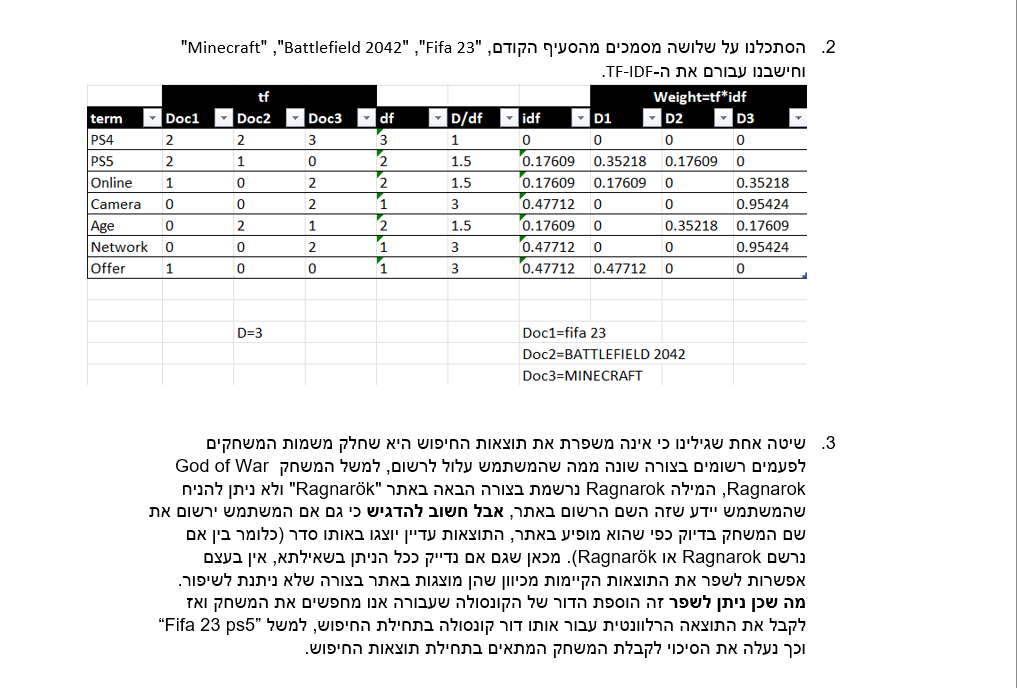 2. הסתכלנו על שלושה מסמכים מהסעיף הקודם, "Fifa 23", "Battlefield 2042", "Minecraft"
וחישבנו עבורם את ה-TF-IDF.
tf Weight=tf*idf
term Doc1 Doc2 Doc3 df D/df idf D1 D2 D3
PS4 2 2 3 3 1 0 0 0 0
PS5 2 1 0 2 1.5 0.17609 0.35218 0.17609 0
Online 1 0 2 2 1.5 0.17609 0.17609 0 0.35218
Camera 0 0 2 1 3 0.47712 0 0 0.95424
Age 0 2 1 2 1.5 0.17609 0 0.35218 0.17609
Network 0 0 2 1 3 0.47712 0 0 0.95424
Offer 1 0 0 1 3 0.47712 0.47712 0 0
D=3 Doc1=fifa 23
Doc2=BATTLEFIELD 2042
Doc3=MINECRAFT
3. שיטה אחת שגילינו כי אינה משפרת את תוצאות החיפוש היא שחלק משמות המשחקים
לפעמים רשומים בצורה שונה ממה שהמשתמש עלול לרשום, למשל המשחק God of War
Ragnarok, המילה Ragnarok נרשמת בצורה הבאה באתר "Ragnarök" ולא ניתן להניח
שהמשתמש יידע שזה השם הרשום באתר, אבל חשוב להדגיש כי גם אם המשתמש ירשום את
שם המשחק בדיוק כפי שהוא מופיע באתר, התוצאות עדיין יוצגו באותו סדר (כלומר בין אם
נרשם Ragnarok או Ragnarök). מכאן שגם אם נדייק ככל הניתן בשאילתא, אין בעצם
אפשרות לשפר את התוצאות הקיימות מכיוון שהן מוצגות באתר בצורה שלא ניתנת לשיפור.
מה שכן ניתן לשפר זה הוספת הדור של הקונסולה שעבורה אנו מחפשים את המשחק ואז
לקבל את התוצאה הרלוונטית עבור אותו דור קונסולה בתחילת החיפוש, למשל "Fifa 23 ps5"
וכך נעלה את הסיכוי לקבלת המשחק המתאים בתחילת תוצאות החיפוש.